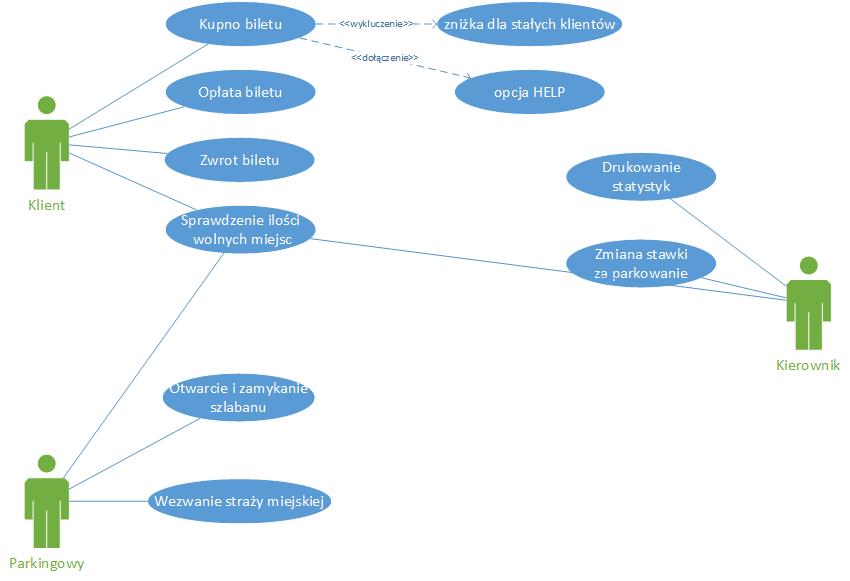 Kupno biletu
<<wykluczenie>>
zniżka dla stałych klientów
<<dołączenie>>
Opłata biletu
opcja HELP
Zwrot biletu
Drukowanie
statystyk
Klient
Sprawdzenie ilości
wolnych miejsc
Zmiana stawki
za parkowanie
Kierownik
Otwarcie i zamykanie
szlabanu
Wezwanie straży miejskiej
Parkingowy